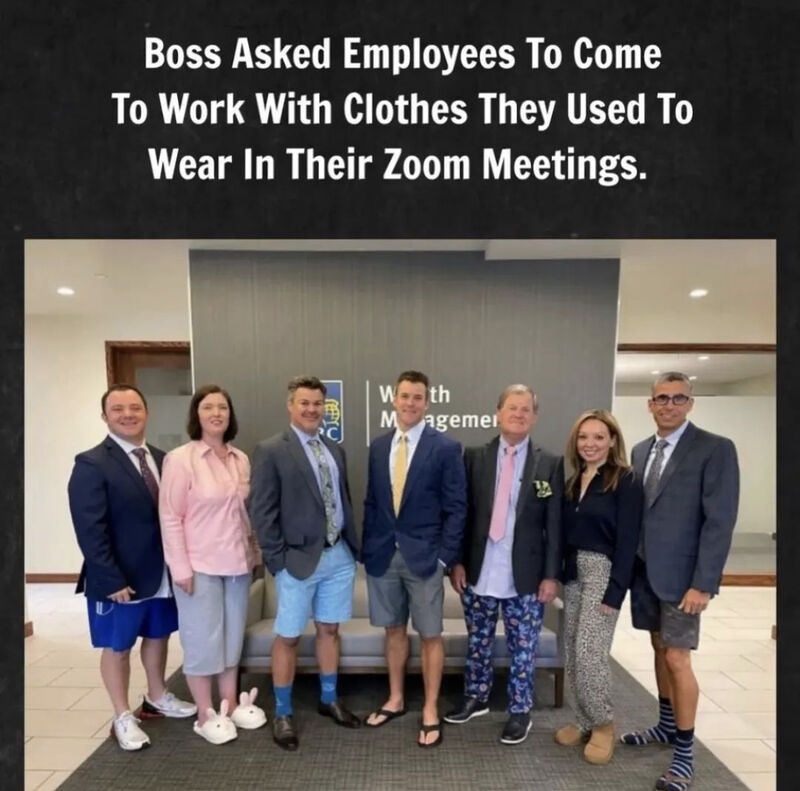 Boss Asked Employees To Come
To Work With Clothes They Used To
Wear In Their Zoom Meetings.